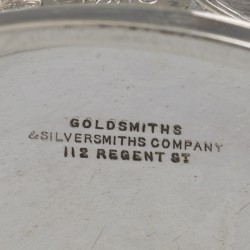 GOLDSMITHS
& SILVERSMITHS COMPANY
112 REGENT ST